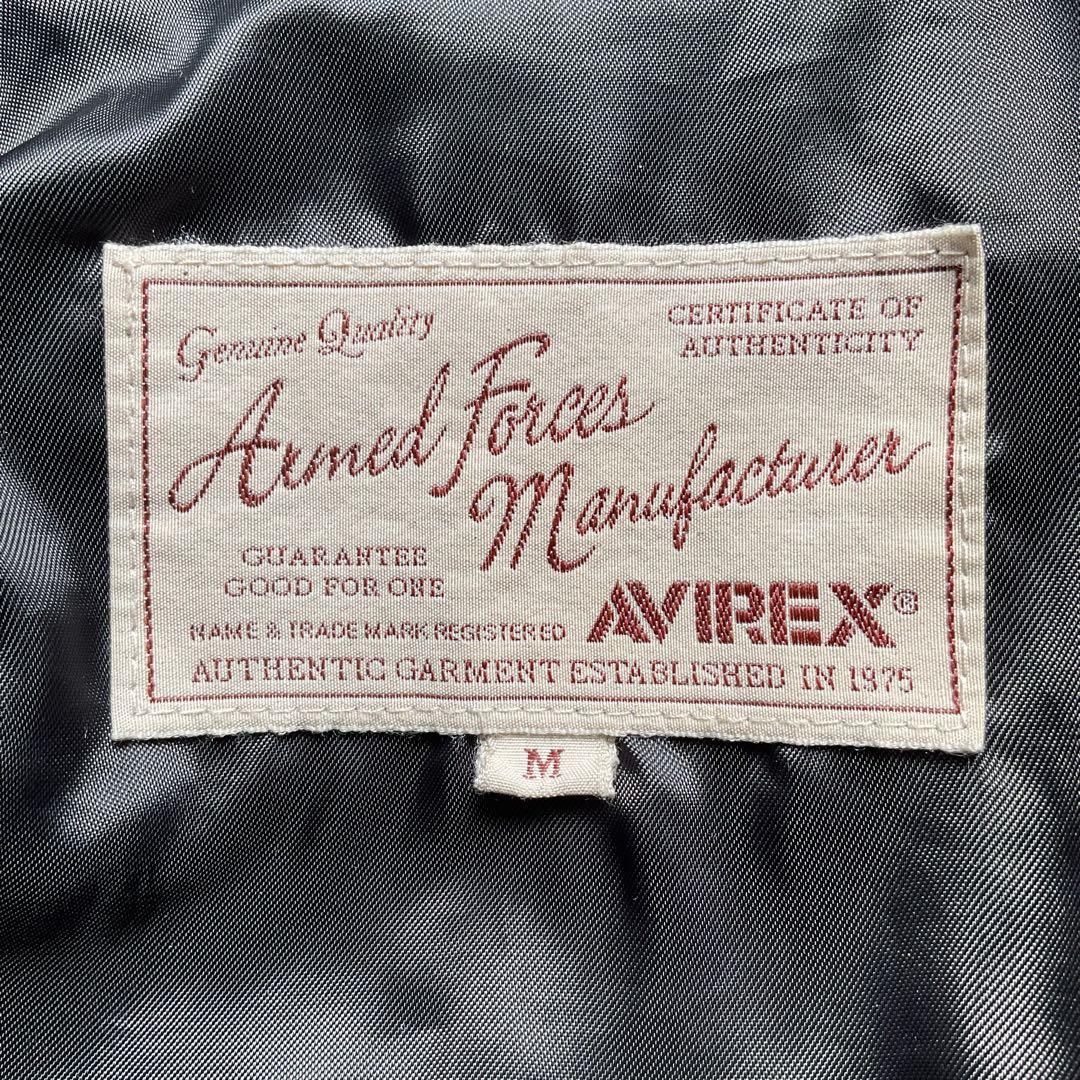 Genuine Quality
CERTIFICATE OF
AUTHENTICITY
Armed Forces
Manufacturer
GUARANTEE
GOOD FOR ONE
NAME & TRADE MARK REGISTERED
AVIREX®
AUTHENTIC GARMENT ESTABLISHED IN 1975
M